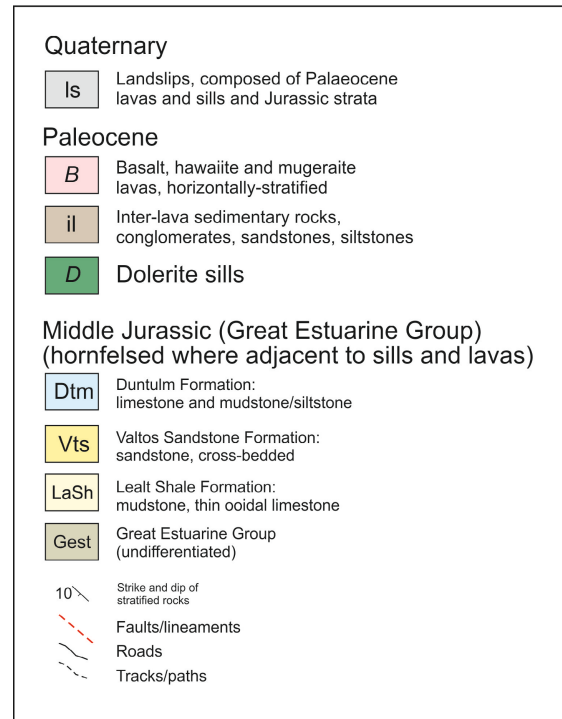 Quaternary
ls
Landslips, composed of Palaeocene
lavas and sills and Jurassic strata
Paleocene
B
Basalt, hawaiite and mugeraite
lavas, horizontally-stratified
il
Inter-lava sedimentary rocks,
conglomerates, sandstones, siltstones
D
Dolerite sills
Middle Jurassic (Great Estuarine Group)
(hornfelsed where adjacent to sills and lavas)
Dtm
Duntulm Formation:
limestone and mudstone/siltstone
Vts
Valtos Sandstone Formation:
sandstone, cross-bedded
LaSh
Lealt Shale Formation:
mudstone, thin ooidal limestone
Gest
Great Estuarine Group
(undifferentiated)
10
Strike and dip of
stratified rocks
Faults/lineaments
Roads
Tracks/paths